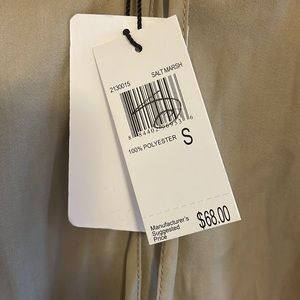 2130015 SALT MARSH
100% POLYESTER S
Manufacturer's
Suggested
Price
$68.00